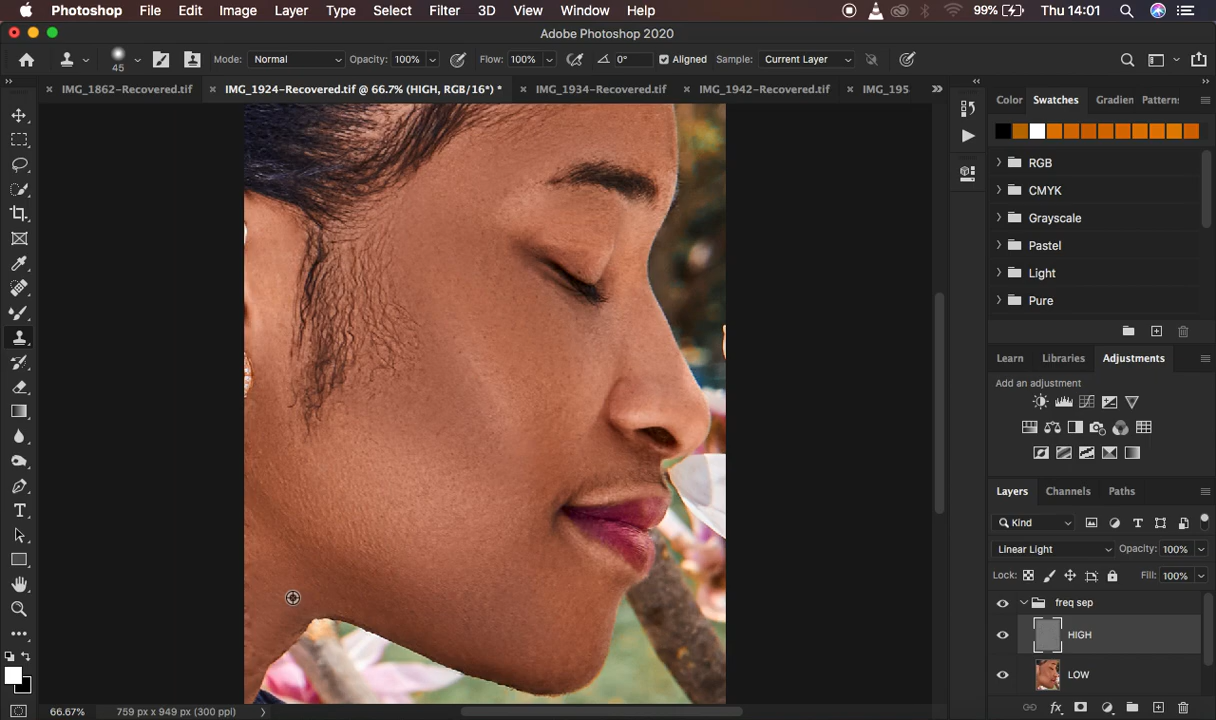 Photoshop File Edit Image Layer Type Select Filter 3D View Window Help 99% Thu 14:01
Adobe Photoshop 2020
45 Mode: Normal Opacity: 100% Flow: 100% 0° Aligned Sample: Current Layer
IMG_1862-Recovered.tif IMG_1924-Recovered.tif @ 66.7% (HIGH, RGB/16*) * IMG_1934-Recovered.tif IMG_1942-Recovered.tif IMG_195
Color Swatches Gradien Pattern:
RGB
CMYK
Grayscale
Pastel
Light
Pure
Learn Libraries Adjustments
Add an adjustment
Layers Channels Paths
Kind
Linear Light Opacity: 100%
Lock: Fill: 100%
freq sep
HIGH
LOW
66.67% 759 px x 949 px (300 ppi)